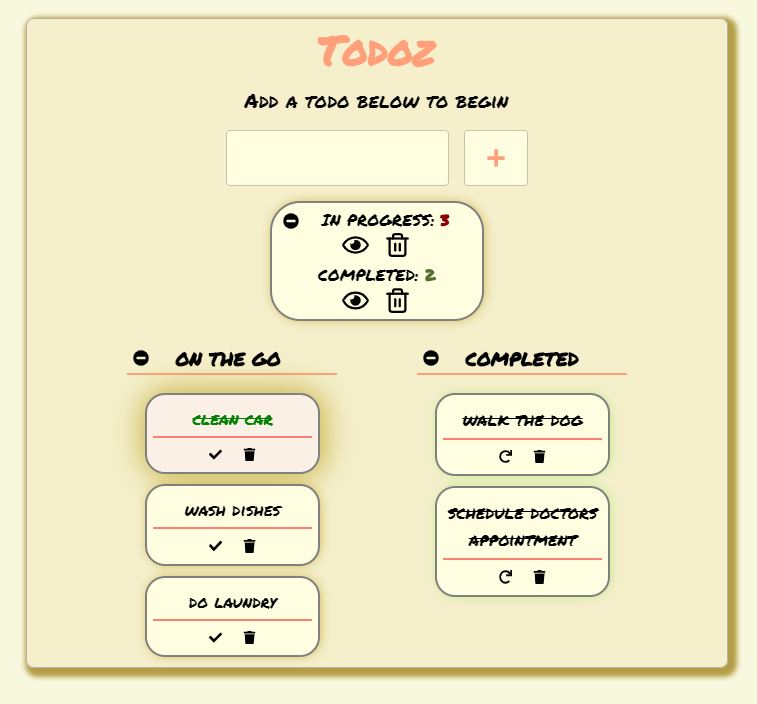 Todoz
Add a todo below to begin
+
In Progress: 3
Completed: 2
On The Go
Clean car
Wash dishes
Do laundry
Completed
Walk the dog
Schedule doctors
appointment